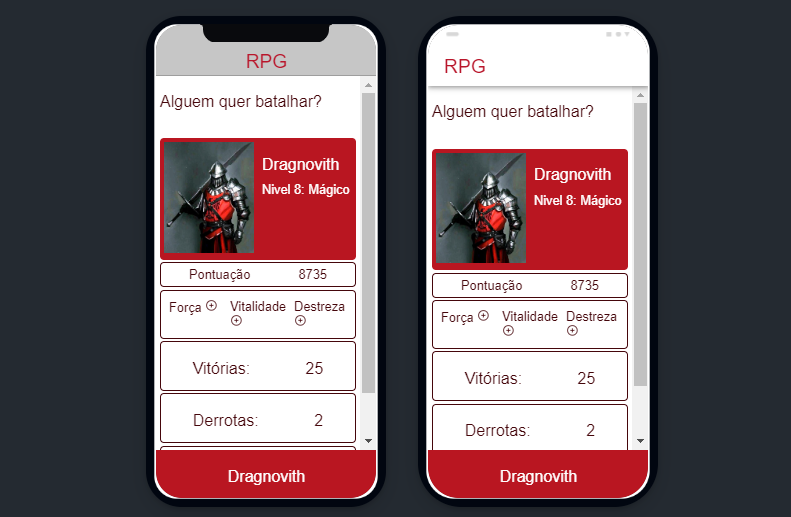 RPG
Alguem quer batalhar?
Dragnovith
Nivel 8: Mágico
Pontuação 8735
Força Vitalidade Destreza
Vitórias: 25
Derrotas: 2
Dragnovith
RPG
Alguem quer batalhar?
Dragnovith
Nivel 8: Mágico
Pontuação 8735
Força Vitalidade Destreza
Vitórias: 25
Derrotas: 2
Dragnovith